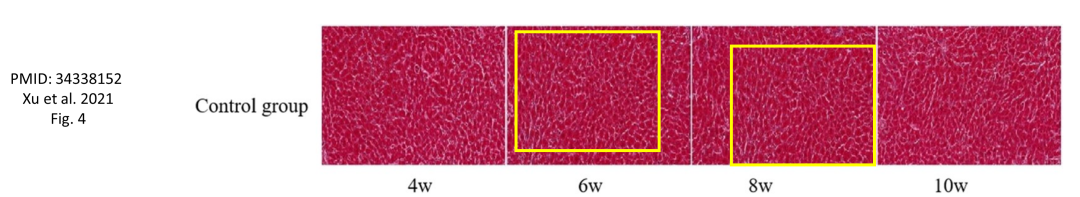 PMID: 34338152
Xu et al. 2021
Fig. 4
Control group
4w
6w
8w
10w